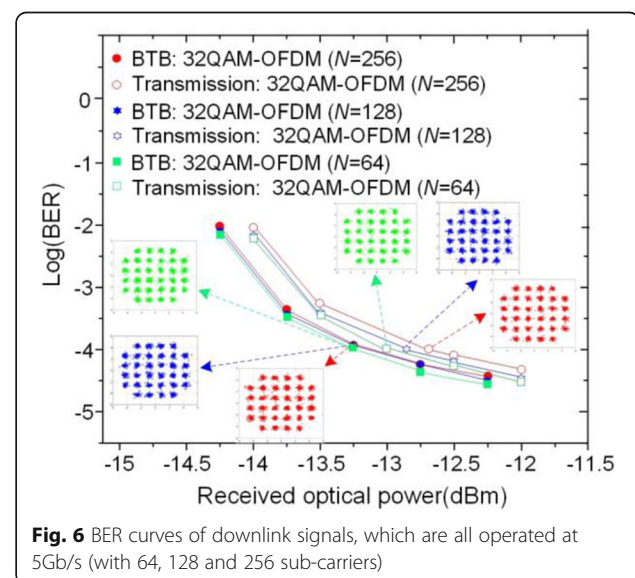 BTB: 32QAM-OFDM (N=256)
Transmission: 32QAM-OFDM (N=256)
BTB: 32QAM-OFDM (N=128)
Transmission: 32QAM-OFDM (N=128)
BTB: 32QAM-OFDM (N=64)
Transmission: 32QAM-OFDM (N=64)
Log(BER)
0
-1
-2
-3
-4
-5
-15 -14.5 -14 -13.5 -13 -12.5 -12 -11.5
Received optical power(dBm)
Fig. 6 BER curves of downlink signals, which are all operated at
5Gb/s (with 64, 128 and 256 sub-carriers)